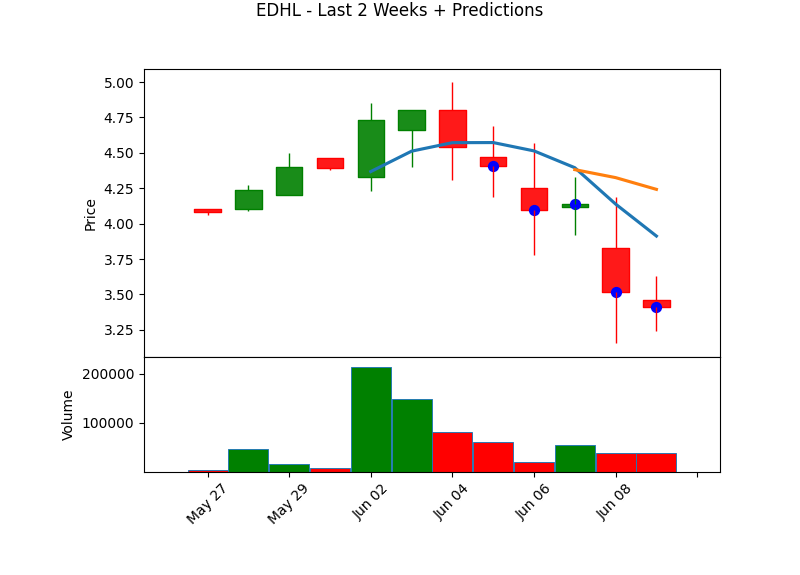 EDHL - Last 2 Weeks + Predictions
5.00
4.75
4.50
4.25
4.00
3.75
3.50
3.25
Price
200000
100000
Volume
May 27
May 29
Jun 02
Jun 04
Jun 06
Jun 08